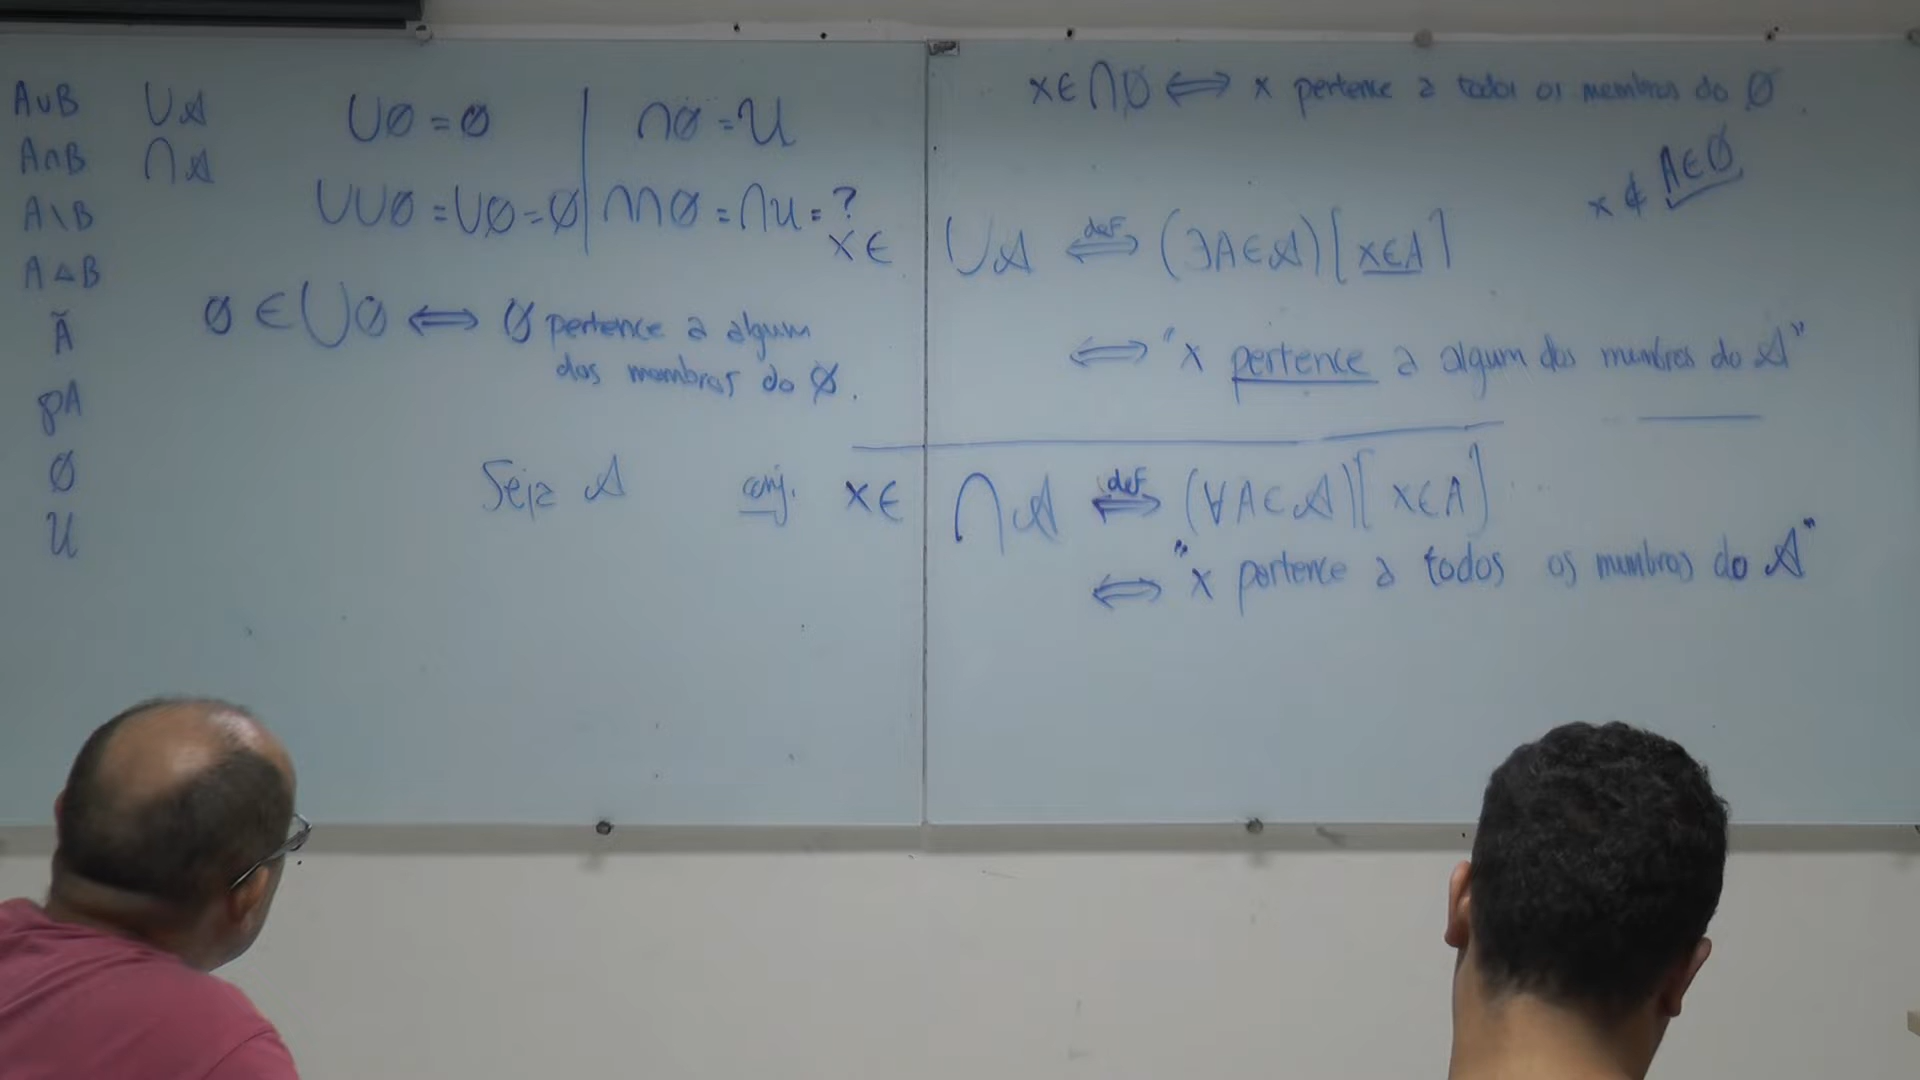 A∪B
A∩B
A\B
A△B
Ã
℘A
∅
𝒰
∪𝒜
∩𝒜
∪∅ = ∅
∩∅ = 𝒰
∪∪∅ = ∪∅ = ∅
∩∩∅ = ∩𝒰 = ?
∅ ∈ ∪∅ ⟺ ∅ pertence a algum
dos membros do ∅.
Seja 𝒜 conj.
x ∈ ∩∅ ⟺ x pertence a todos os membros do ∅.
x ∉ A∈∅
x ∈ ∪𝒜 ⟺def (∃A∈𝒜)[x∈A]
⟺ "x pertence a algum dos membros do 𝒜"
x ∈ ∩𝒜 ⟺def (∀A∈𝒜)[x∈A]
⟺ "x pertence a todos os membros do 𝒜"